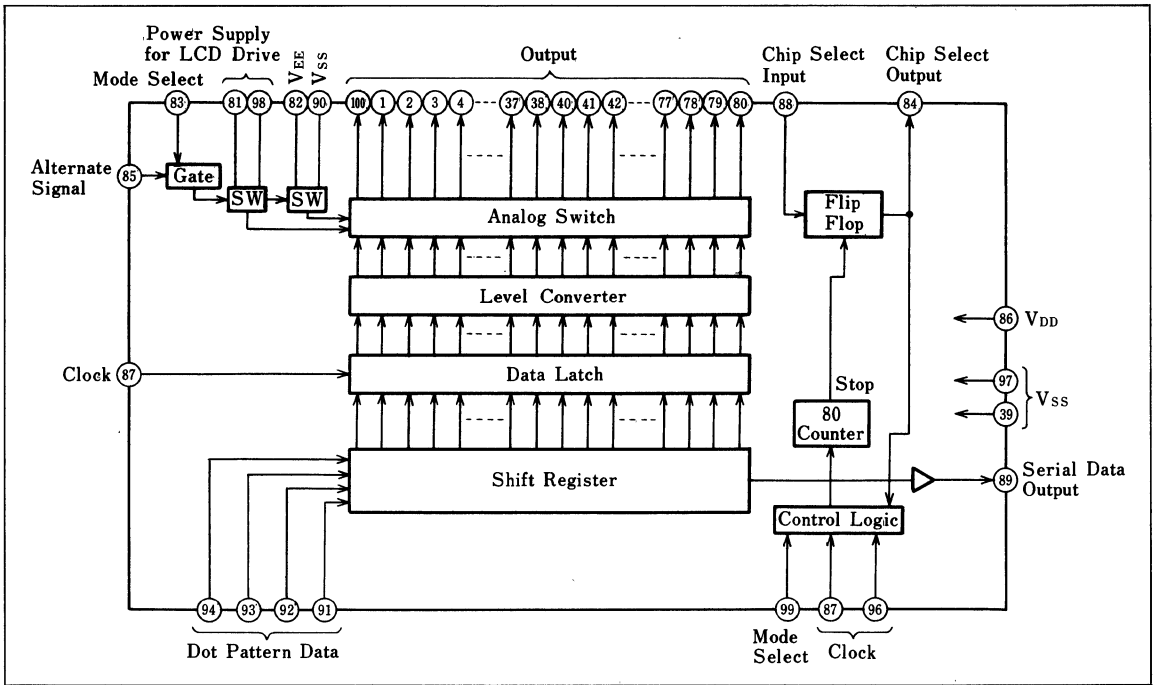 Power Supply
for LCD Drive
Mode Select
VEE
VSS
Output
Chip Select
Input
Chip Select
Output
83 81 98 82 90 100 1 2 3 4 37 38 40 41 42 77 78 79 80 88 84
Alternate
Signal
85
Gate
SW
SW
Analog Switch
Flip
Flop
Level Converter
86
VDD
Clock
87
Data Latch
Stop
97
39
VSS
80
Counter
Shift Register
89
Serial Data
Output
Control Logic
94 93 92 91
99 87 96
Dot Pattern Data
Mode
Select
Clock